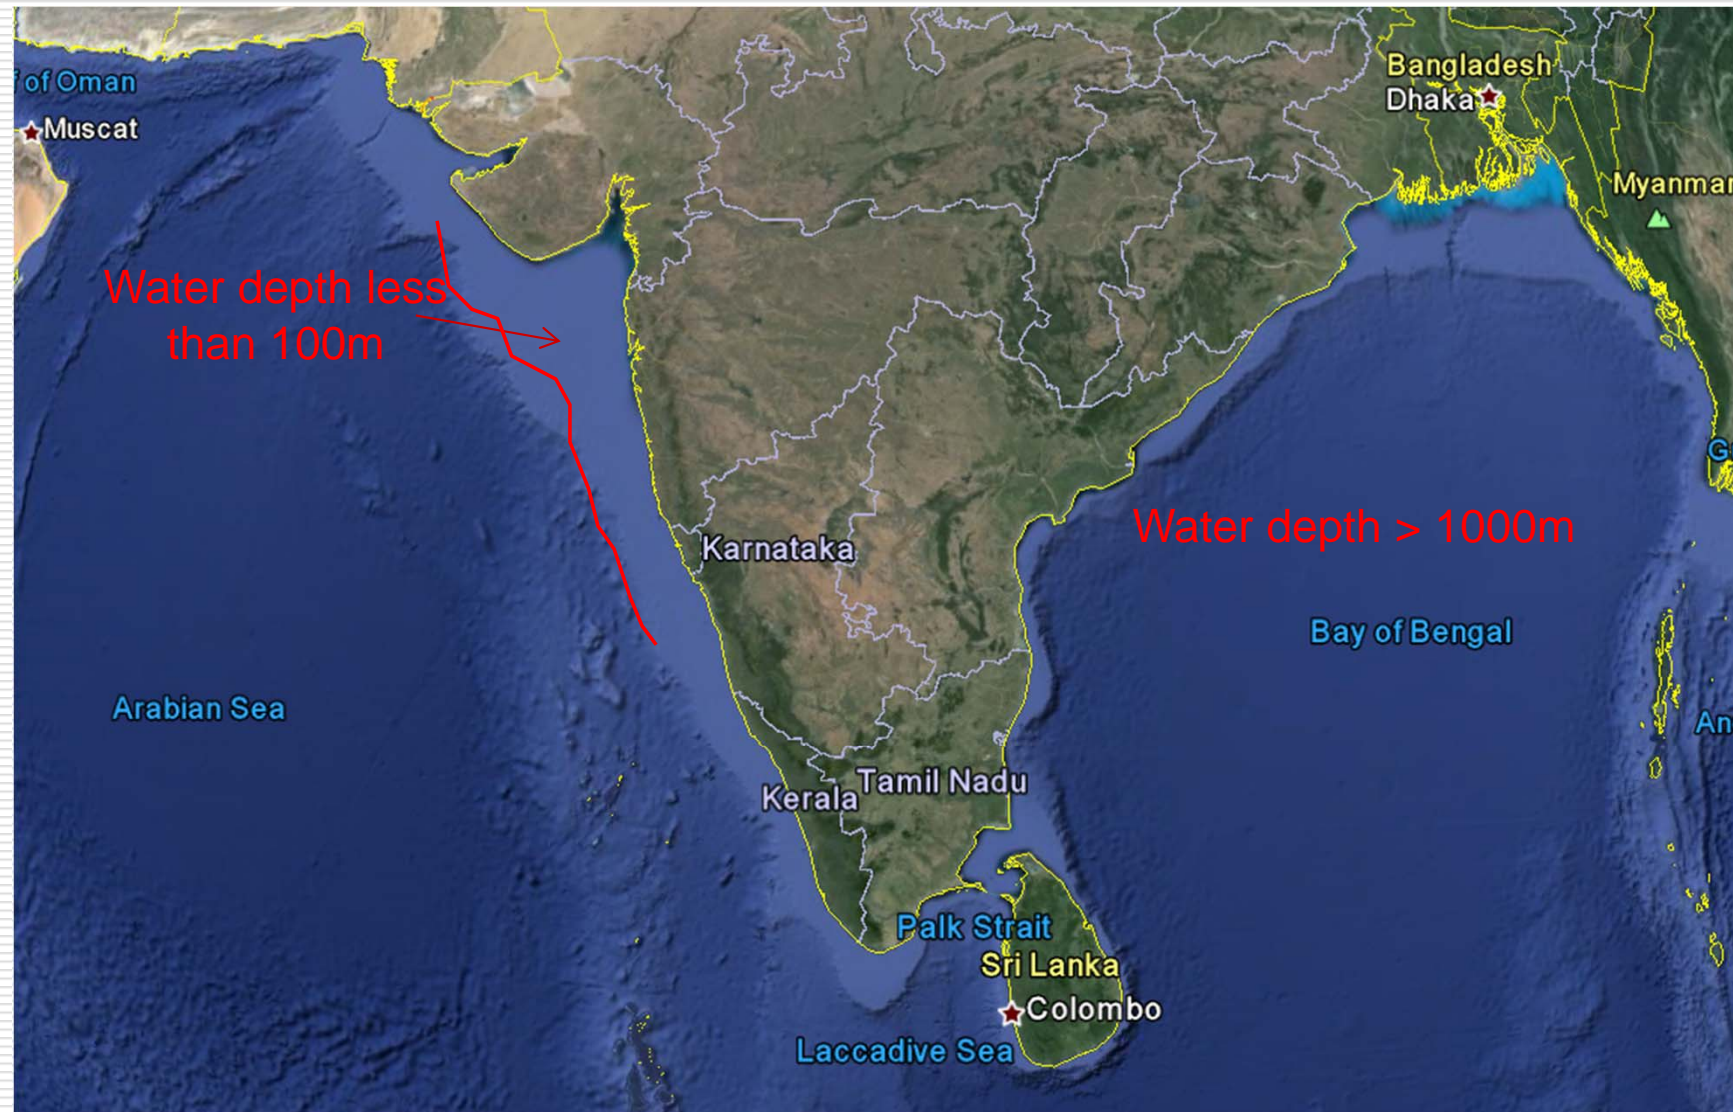 Bangladesh
f of Oman
Dhaka
Muscat
Myanmar
Water depth less
than 100m
G
Water depth > 1000m
Karnataka
Bay of Bengal
Arabian Sea
An
Tamil Nadu
Kerala
Palk Strait
Sri Lanka
Colombo
Laccadive Sea